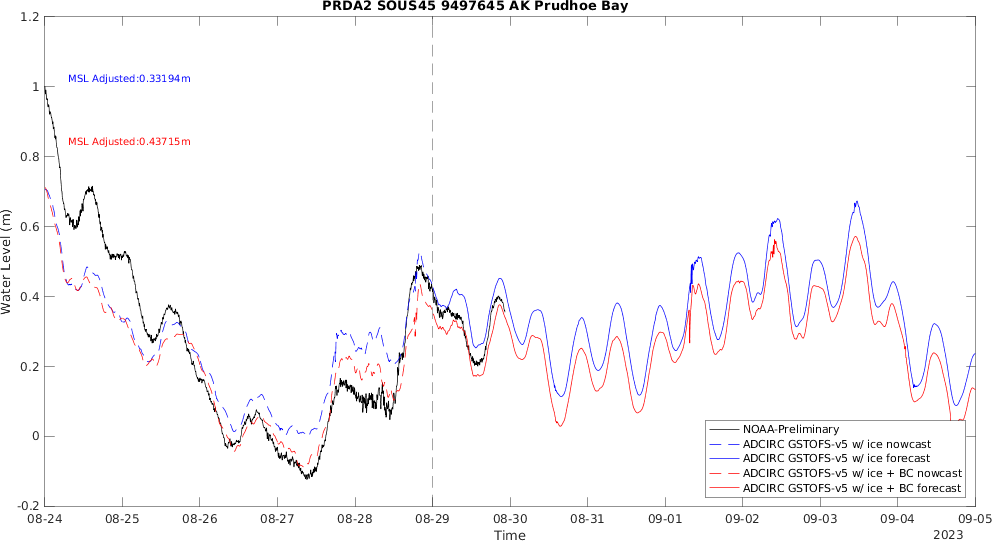 PRDA2 SOUS45 9497645 AK Prudhoe Bay
1.2
1
0.8
0.6
0.4
0.2
0
-0.2
Water Level (m)
MSL Adjusted:0.33194m
MSL Adjusted:0.43715m
NOAA-Preliminary
ADCIRC GSTOFS-v5 w/ ice nowcast
ADCIRC GSTOFS-v5 w/ ice forecast
ADCIRC GSTOFS-v5 w/ ice + BC nowcast
ADCIRC GSTOFS-v5 w/ ice + BC forecast
08-24 08-25 08-26 08-27 08-28 08-29 08-30 08-31 09-01 09-02 09-03 09-04 09-05
Time
2023